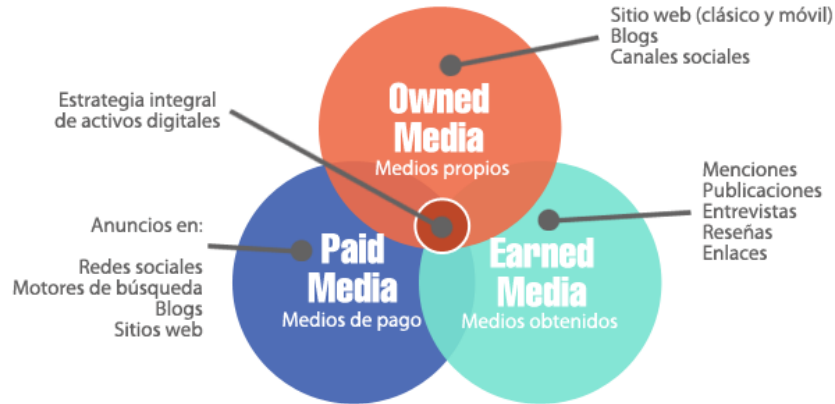 Sitio web (clásico y móvil)
Blogs
Canales sociales
Owned
Media
Medios propios
Estrategia integral
de activos digitales
Menciones
Publicaciones
Entrevistas
Reseñas
Enlaces
Anuncios en:
Redes sociales
Motores de búsqueda
Blogs
Sitios web
Paid
Media
Medios de pago
Earned
Media
Medios obtenidos